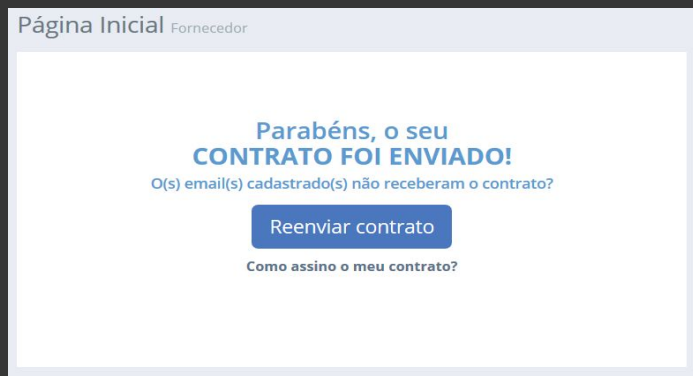 Página Inicial Fornecedor
Parabéns, o seu
CONTRATO FOI ENVIADO!
O(s) email(s) cadastrado(s) não receberam o contrato?
Reenviar contrato
Como assino o meu contrato?